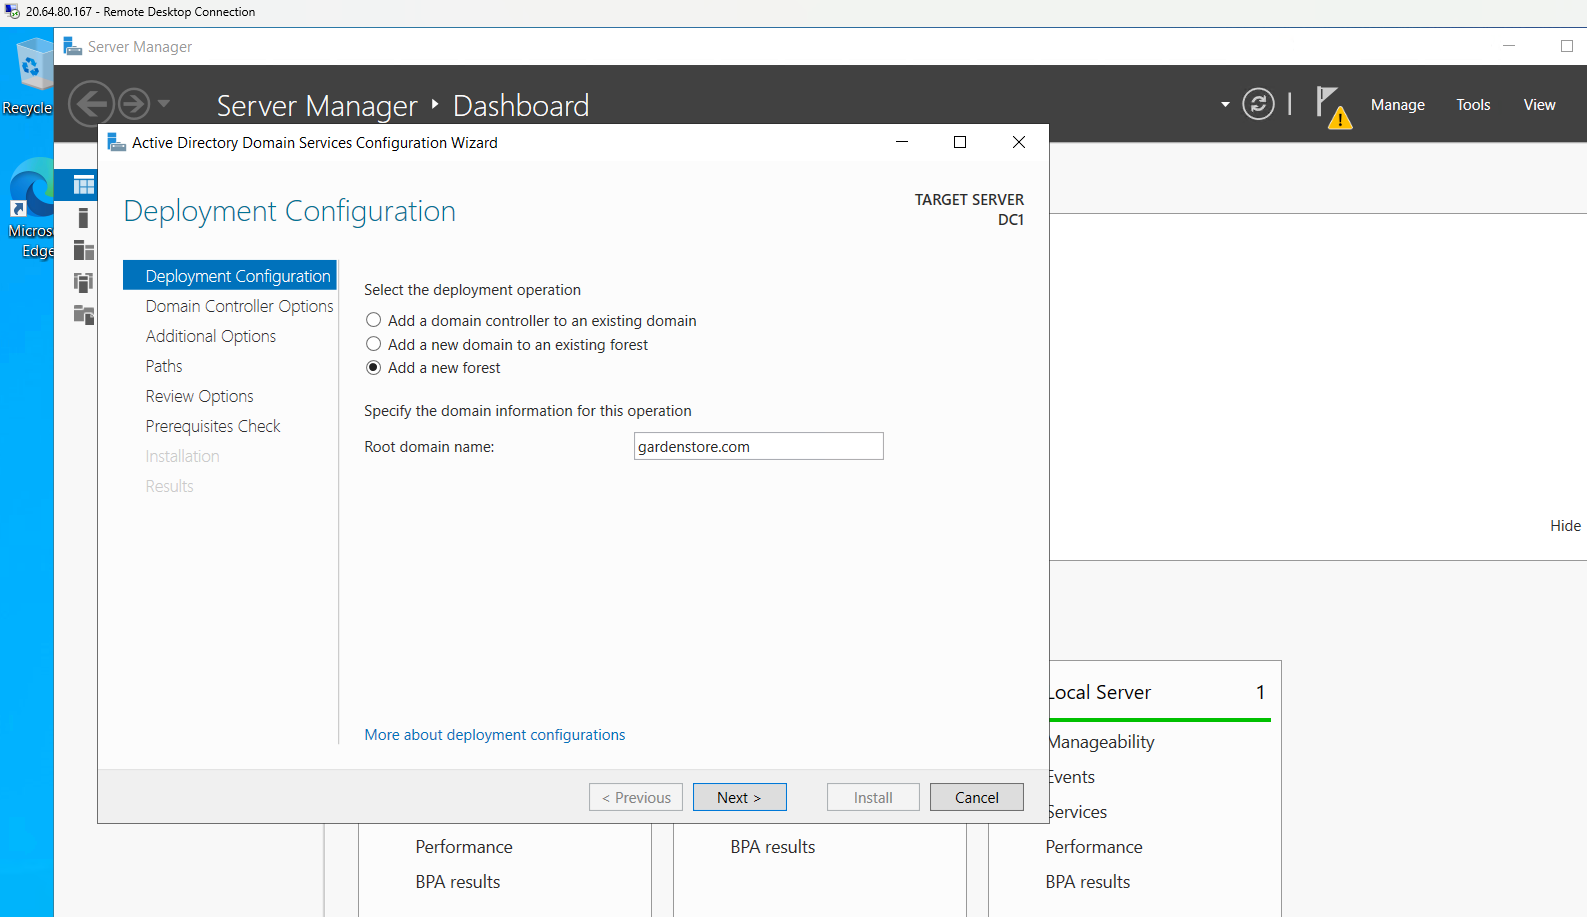 20.64.80.167 - Remote Desktop Connection
Server Manager
Recycle
Server Manager ‣ Dashboard
Manage Tools View
Active Directory Domain Services Configuration Wizard
Deployment Configuration
TARGET SERVER
DC1
Micros
Edge
Deployment Configuration
Domain Controller Options
Additional Options
Paths
Review Options
Prerequisites Check
Installation
Results
Select the deployment operation
Add a domain controller to an existing domain
Add a new domain to an existing forest
Add a new forest
Specify the domain information for this operation
Root domain name: gardenstore.com
More about deployment configurations
< Previous Next > Install Cancel
Hide
Local Server 1
Manageability
Events
Services
Performance
BPA results
BPA results
Performance
BPA results